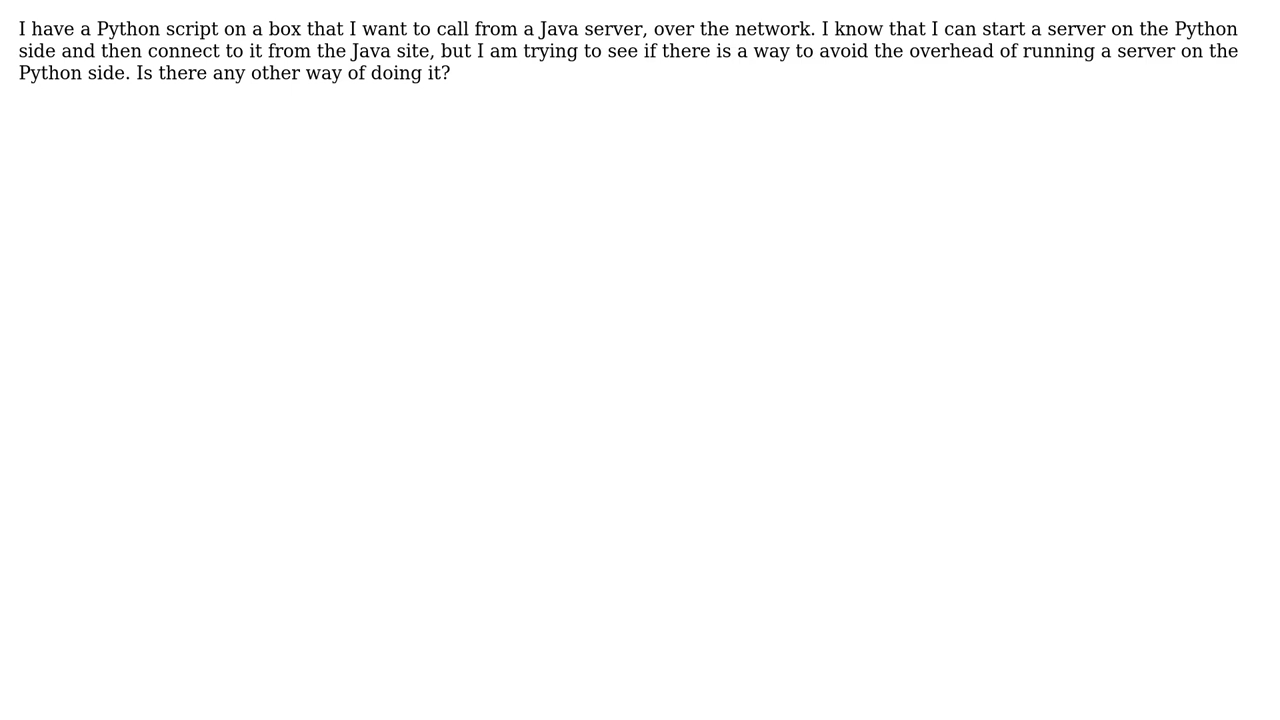 I have a Python script on a box that I want to call from a Java server, over the network. I know that I can start a server on the Python
side and then connect to it from the Java site, but I am trying to see if there is a way to avoid the overhead of running a server on the
Python side. Is there any other way of doing it?